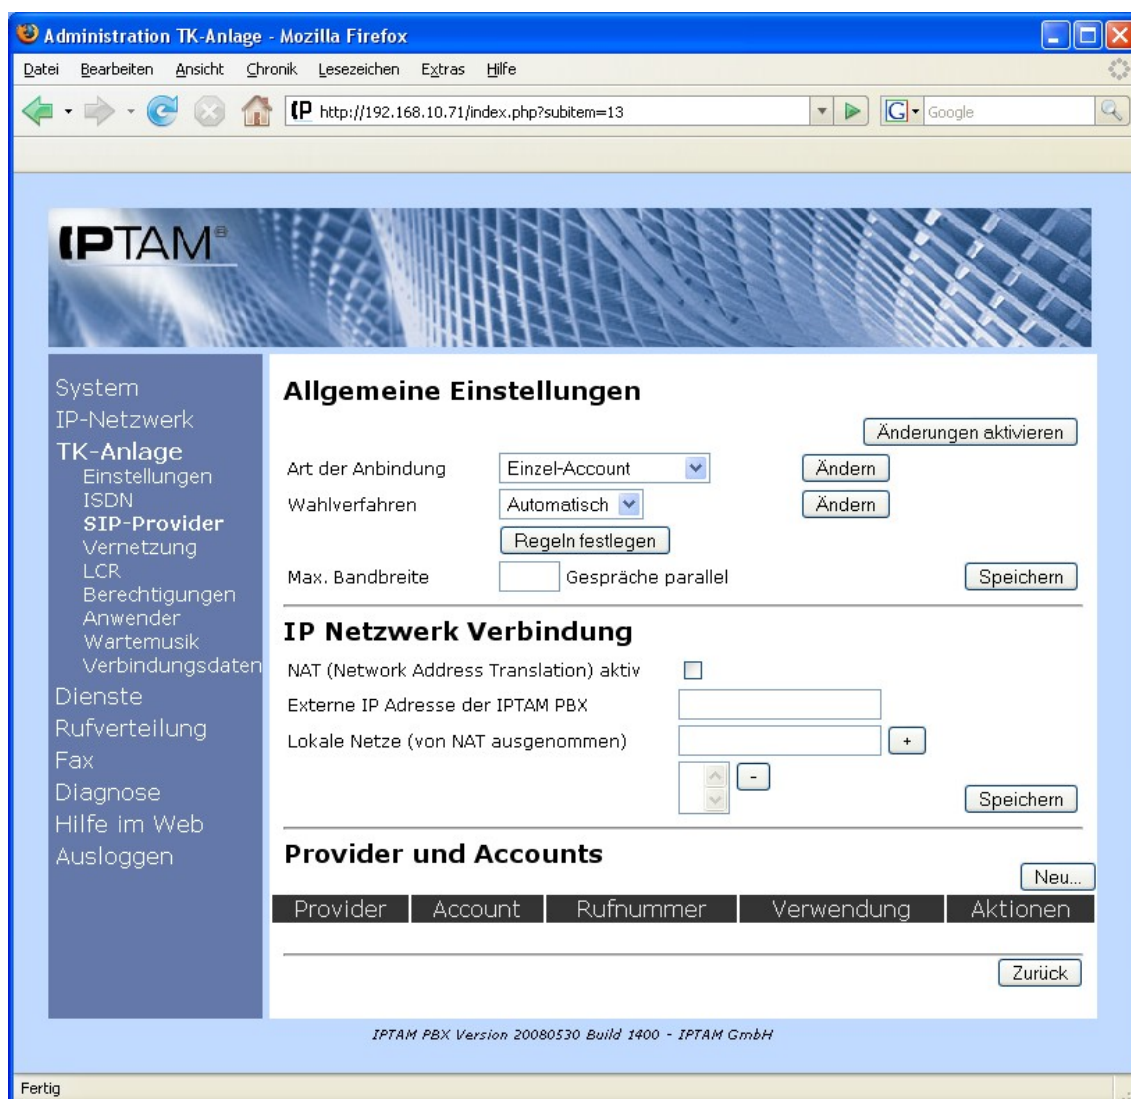 Administration TK-Anlage - Mozilla Firefox
Datei Bearbeiten Ansicht Chronik Lesezeichen Extras Hilfe
http://192.168.10.71/index.php?subitem=13 Google
IPTAM®
System
IP-Netzwerk
TK-Anlage
Einstellungen
ISDN
SIP-Provider
Vernetzung
LCR
Berechtigungen
Anwender
Wartemusik
Verbindungsdaten
Dienste
Rufverteilung
Fax
Diagnose
Hilfe im Web
Ausloggen
Allgemeine Einstellungen
Änderungen aktivieren
Art der Anbindung Einzel-Account Ändern
Wahlverfahren Automatisch Ändern
Regeln festlegen
Max. Bandbreite Gespräche parallel Speichern
IP Netzwerk Verbindung
NAT (Network Address Translation) aktiv
Externe IP Adresse der IPTAM PBX
Lokale Netze (von NAT ausgenommen) +
-
Speichern
Provider und Accounts
Neu...
Provider Account Rufnummer Verwendung Aktionen
Zurück
IPTAM PBX Version 20080530 Build 1400 - IPTAM GmbH
Fertig